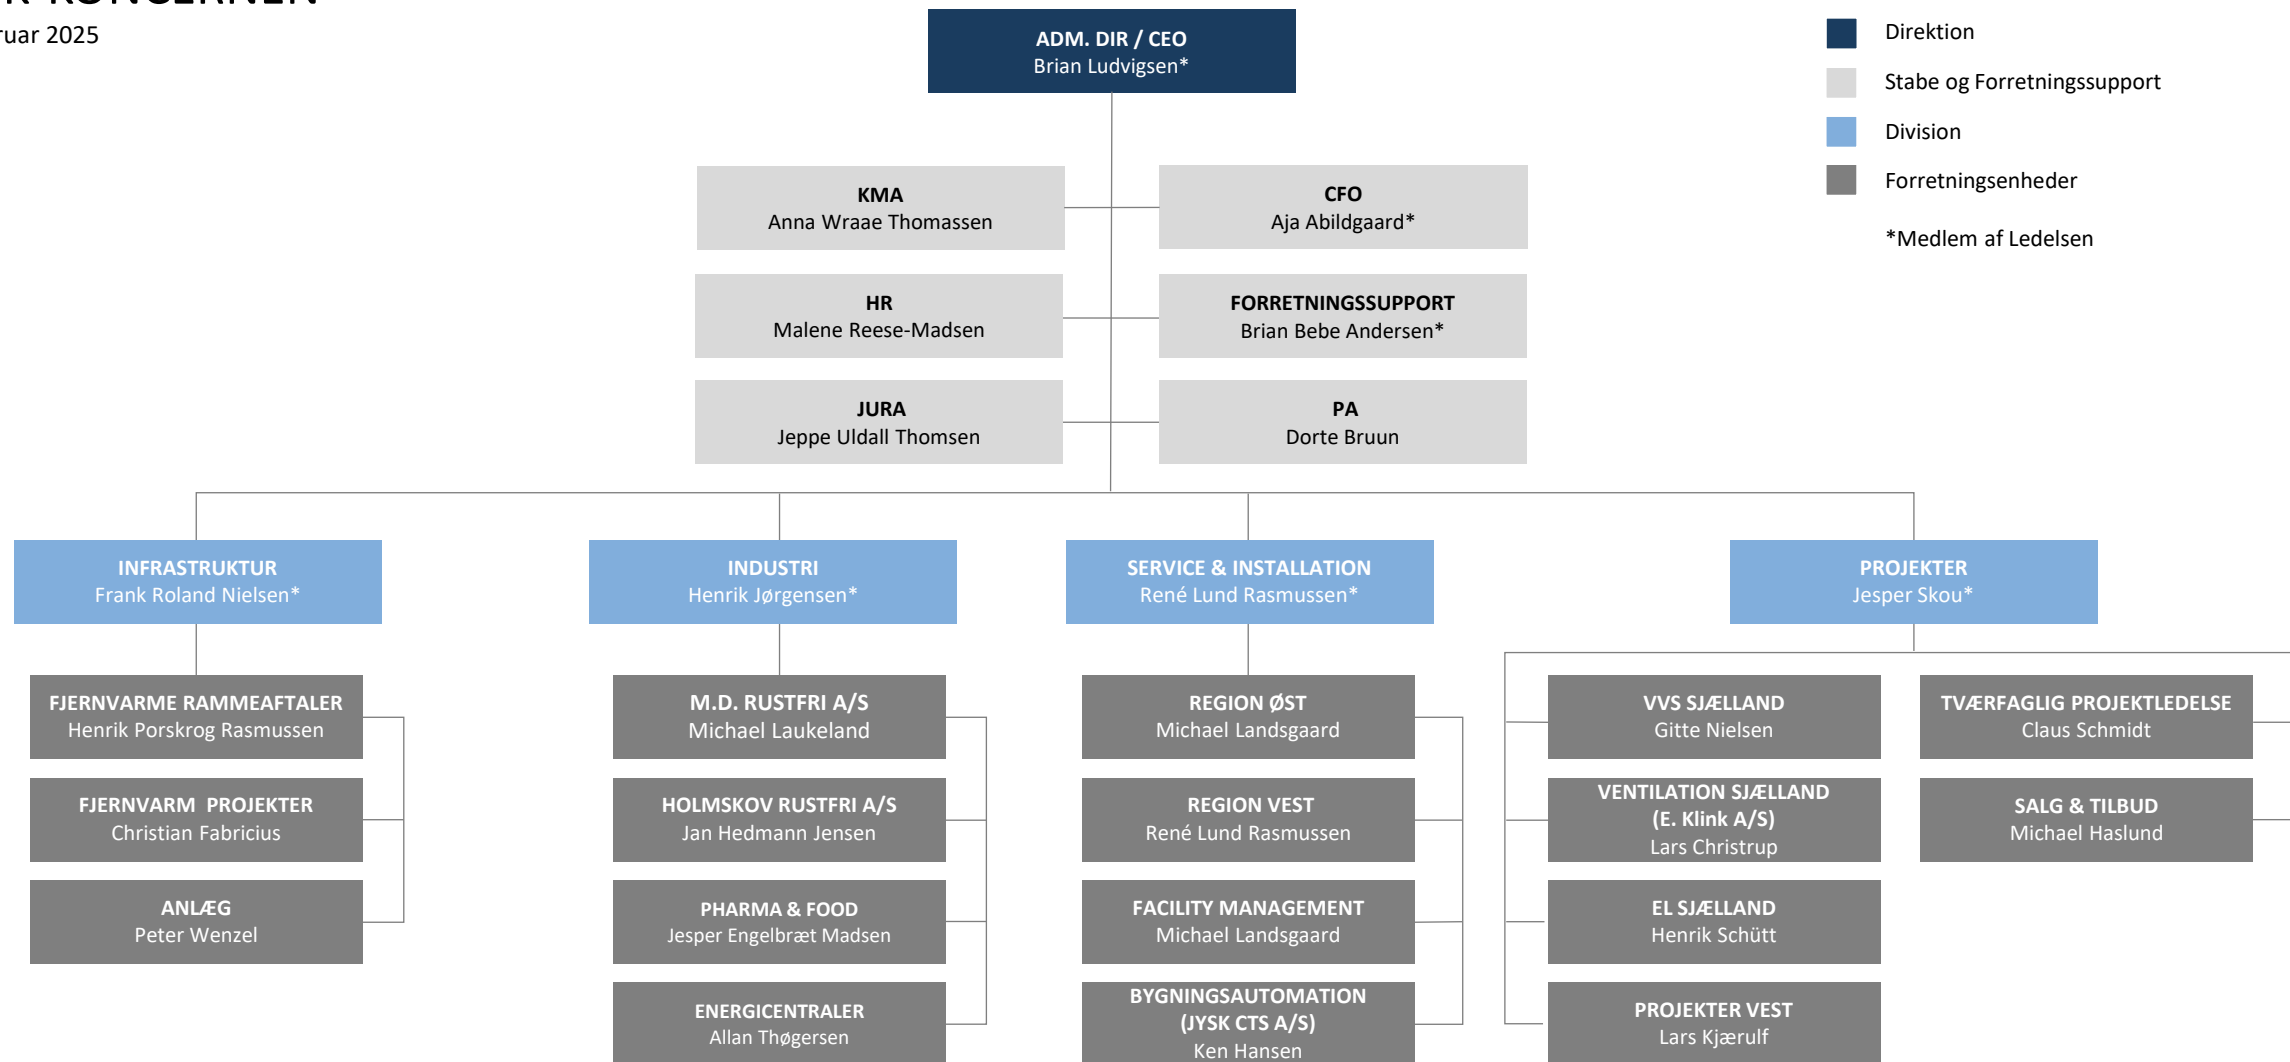 KONCERNEN
ruar 2025
ADM. DIR / CEO
Brian Ludvigsen*
Direktion
Stabe og Forretningssupport
Division
Forretningsenheder
*Medlem af Ledelsen
KMA
Anna Wraae Thomassen
CFO
Aja Abildgaard*
HR
Malene Reese-Madsen
FORRETNINGSSUPPORT
Brian Bebe Andersen*
JURA
Jeppe Uldall Thomsen
PA
Dorte Bruun
INFRASTRUKTUR
Frank Roland Nielsen*
INDUSTRI
Henrik Jørgensen*
SERVICE & INSTALLATION
René Lund Rasmussen*
PROJEKTER
Jesper Skou*
FJERNVARME RAMMEAFTALER
Henrik Porskrog Rasmussen
FJERNVARM  PROJEKTER
Christian Fabricius
ANLÆG
Peter Wenzel
M.D. RUSTFRI A/S
Michael Laukeland
HOLMSKOV RUSTFRI A/S
Jan Hedmann Jensen
PHARMA & FOOD
Jesper Engelbræt Madsen
ENERGICENTRALER
Allan Thøgersen
REGION ØST
Michael Landsgaard
REGION VEST
René Lund Rasmussen
FACILITY MANAGEMENT
Michael Landsgaard
BYGNINGSAUTOMATION
(JYSK CTS A/S)
Ken Hansen
VVS SJÆLLAND
Gitte Nielsen
VENTILATION SJÆLLAND
(E. Klink A/S)
Lars Christrup
EL SJÆLLAND
Henrik Schütt
PROJEKTER VEST
Lars Kjærulf
TVÆRFAGLIG PROJEKTLEDELSE
Claus Schmidt
SALG & TILBUD
Michael Haslund